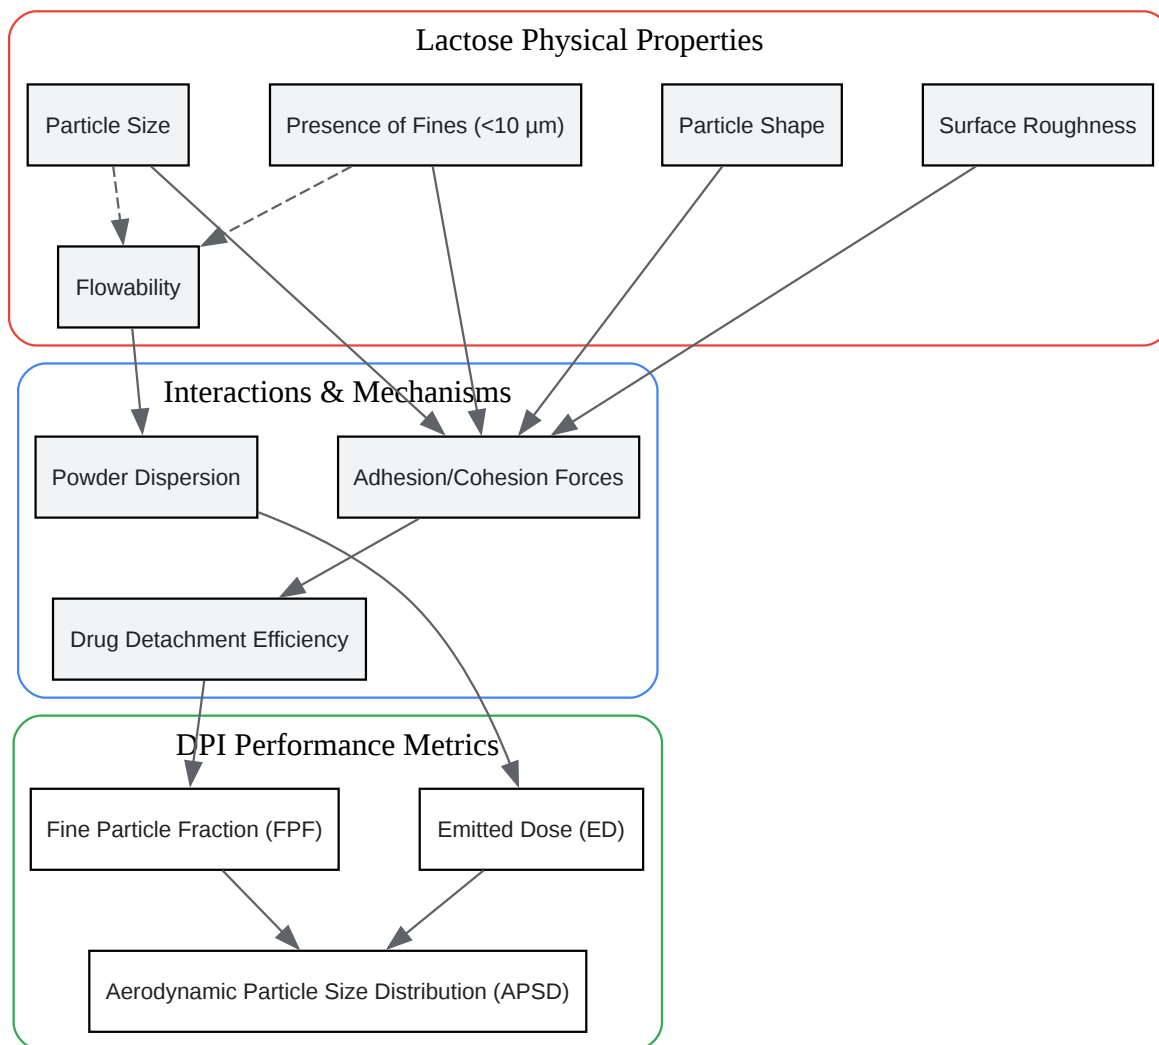 Lactose Physical Properties
Particle Size
Presence of Fines (<10 µm)
Particle Shape
Surface Roughness
Flowability
Interactions & Mechanisms
Powder Dispersion
Adhesion/Cohesion Forces
Drug Detachment Efficiency
DPI Performance Metrics
Fine Particle Fraction (FPF)
Emitted Dose (ED)
Aerodynamic Particle Size Distribution (APSD)